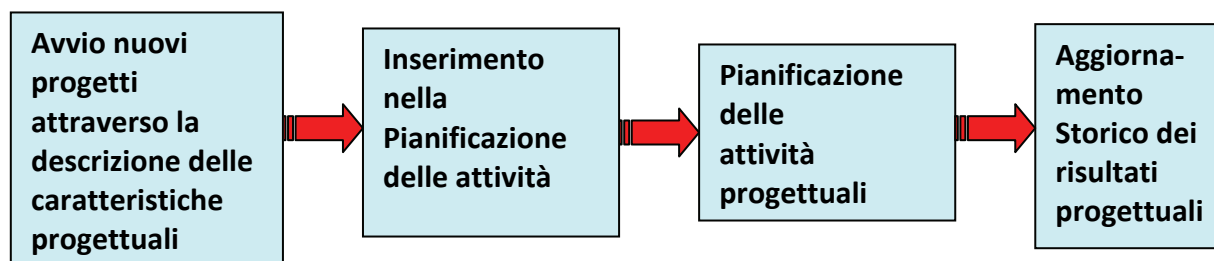 Avvio nuovi
progetti
attraverso la
descrizione delle
caratteristiche
progettuali
Inserimento
nella
Pianificazione
delle attività
Pianificazione
delle
attività
progettuali
Aggiorna-
mento
Storico dei
risultati
progettuali